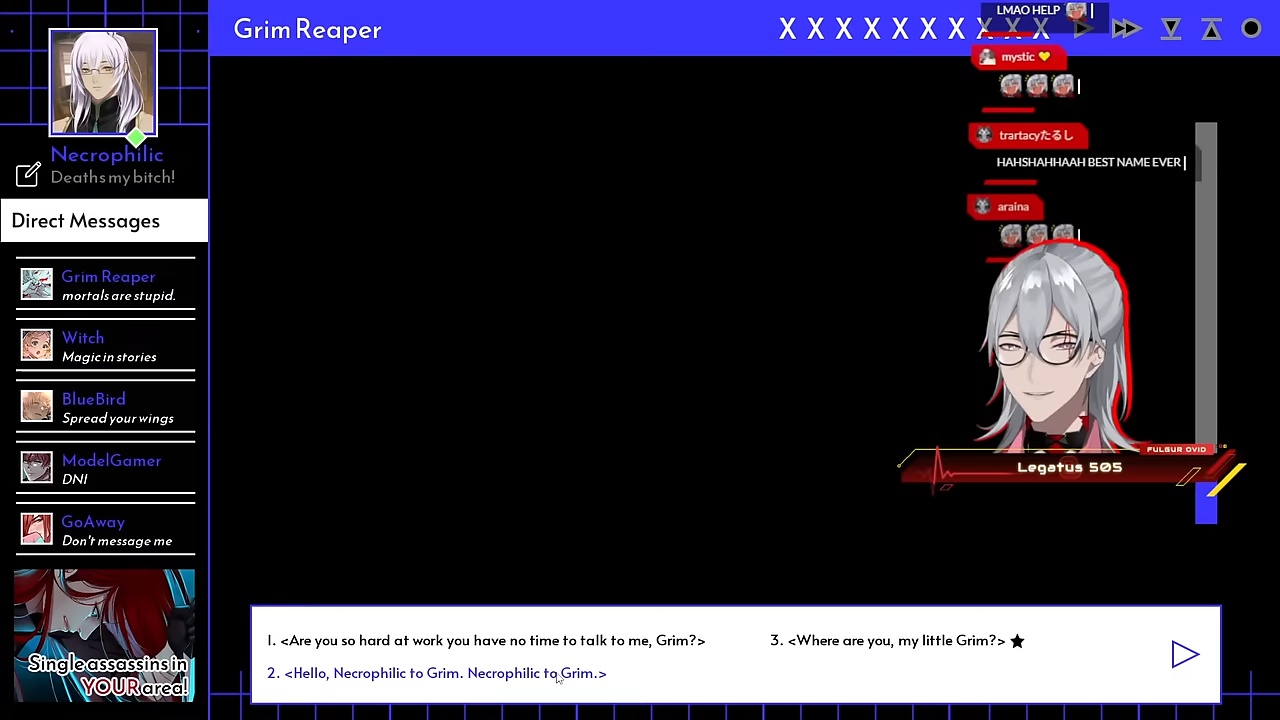 Grim Reaper
X X X X X X X X X X
LMAO HELP
mystic
trartacyたるし
HAHSHAHHAAH BEST NAME EVER
araina
Necrophilic
Deaths my bitch!
Direct Messages
Grim Reaper
mortals are stupid.
Witch
Magic in stories
BlueBird
Spread your wings
ModelGamer
DNI
GoAway
Don't message me
Single assassins in
YOUR area!
FULGUR OVID
Legatus 505
1. <Are you so hard at work you have no time to talk to me, Grim?>
2. <Hello, Necrophilic to Grim. Necrophilic to Grim.>
3. <Where are you, my little Grim?> ★